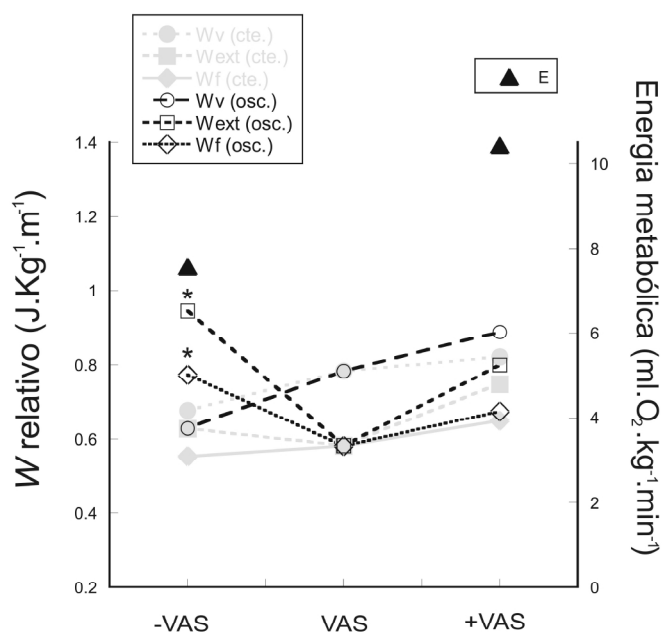 Wv (cte.)
Wext (cte.)
Wf (cte.)
Wv (osc.)
Wext (osc.)
Wf (osc.)
E
1.4
1.2
1
0.8
0.6
0.4
0.2
10
8
6
4
2
0
*
*
W relativo (J.Kg⁻¹.m⁻¹)
Energia metabólica (ml.O₂.kg⁻¹.min⁻¹)
-VAS
VAS
+VAS